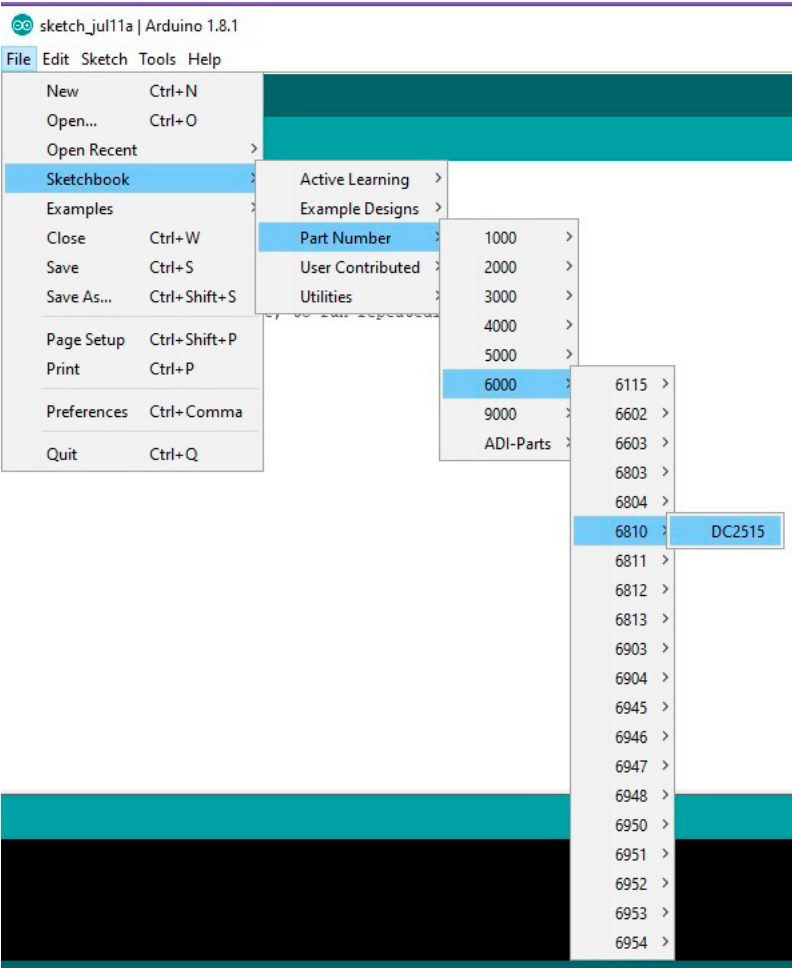 sketch_jul11a | Arduino 1.8.1
File Edit Sketch Tools Help
New Ctrl+N
Open... Ctrl+O
Open Recent
Sketchbook
Examples
Close Ctrl+W
Save Ctrl+S
Save As... Ctrl+Shift+S
Page Setup Ctrl+Shift+P
Print Ctrl+P
Preferences Ctrl+Comma
Quit Ctrl+Q
Active Learning
Example Designs
Part Number
User Contributed
Utilities
1000
2000
3000
4000
5000
6000
9000
ADI-Parts
6115
6602
6603
6803
6804
6810
6811
6812
6813
6903
6904
6945
6946
6947
6948
6950
6951
6952
6953
6954
DC2515